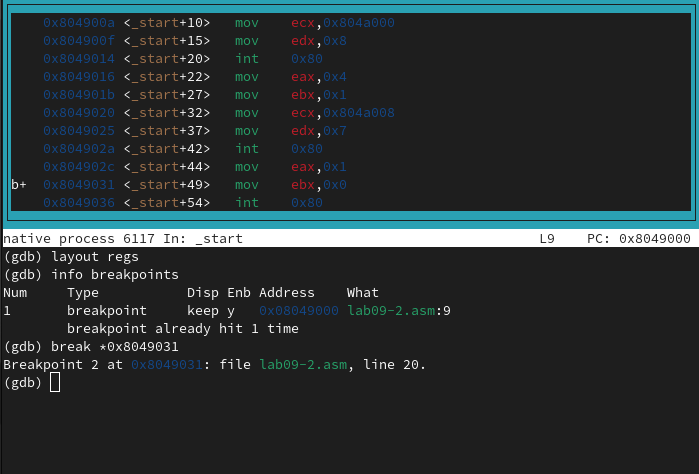 0x804900a <_start+10> mov ecx,0x804a000
0x804900f <_start+15> mov edx,0x8
0x8049014 <_start+20> int 0x80
0x8049016 <_start+22> mov eax,0x4
0x804901b <_start+27> mov ebx,0x1
0x8049020 <_start+32> mov ecx,0x804a008
0x8049025 <_start+37> mov edx,0x7
0x804902a <_start+42> int 0x80
0x804902c <_start+44> mov eax,0x1
b+ 0x8049031 <_start+49> mov ebx,0x0
0x8049036 <_start+54> int 0x80
native process 6117 In: _start L9 PC: 0x8049000
(gdb) layout regs
(gdb) info breakpoints
Num Type Disp Enb Address What
1 breakpoint keep y 0x08049000 lab09-2.asm:9
breakpoint already hit 1 time
(gdb) break *0x8049031
Breakpoint 2 at 0x8049031: file lab09-2.asm, line 20.
(gdb)